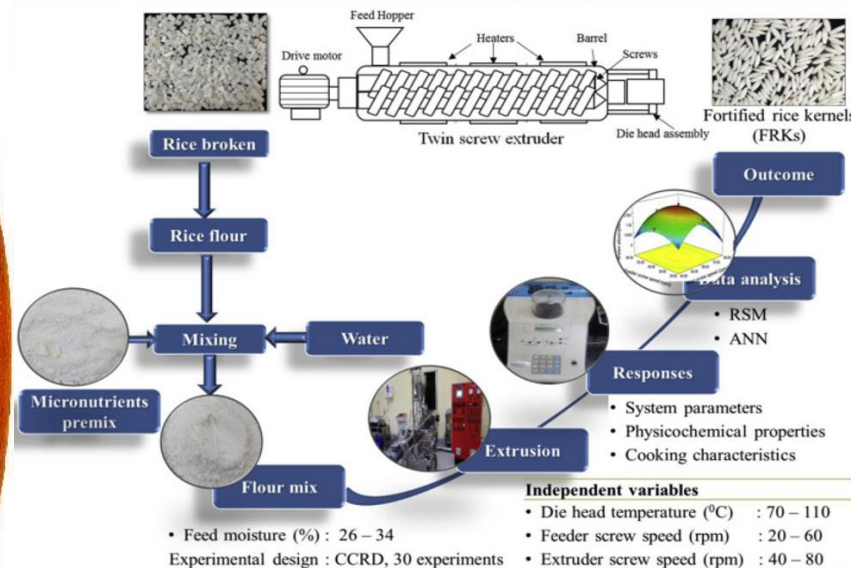 Feed Hopper
Drive motor
Heaters
Barrel
Screws
Twin screw extruder
Die head assembly
Fortified rice kernels
(FRKs)
Rice broken
Outcome
Rice flour
Data analysis
• RSM
• ANN
Mixing
Water
Responses
Micronutrients
premix
• System parameters
• Physicochemical properties
• Cooking characteristics
Extrusion
Flour mix
Independent variables
• Feed moisture (%) : 26 – 34
Experimental design : CCRD, 30 experiments
• Die head temperature (⁰C) : 70 – 110
• Feeder screw speed (rpm) : 20 – 60
• Extruder screw speed (rpm) : 40 – 80